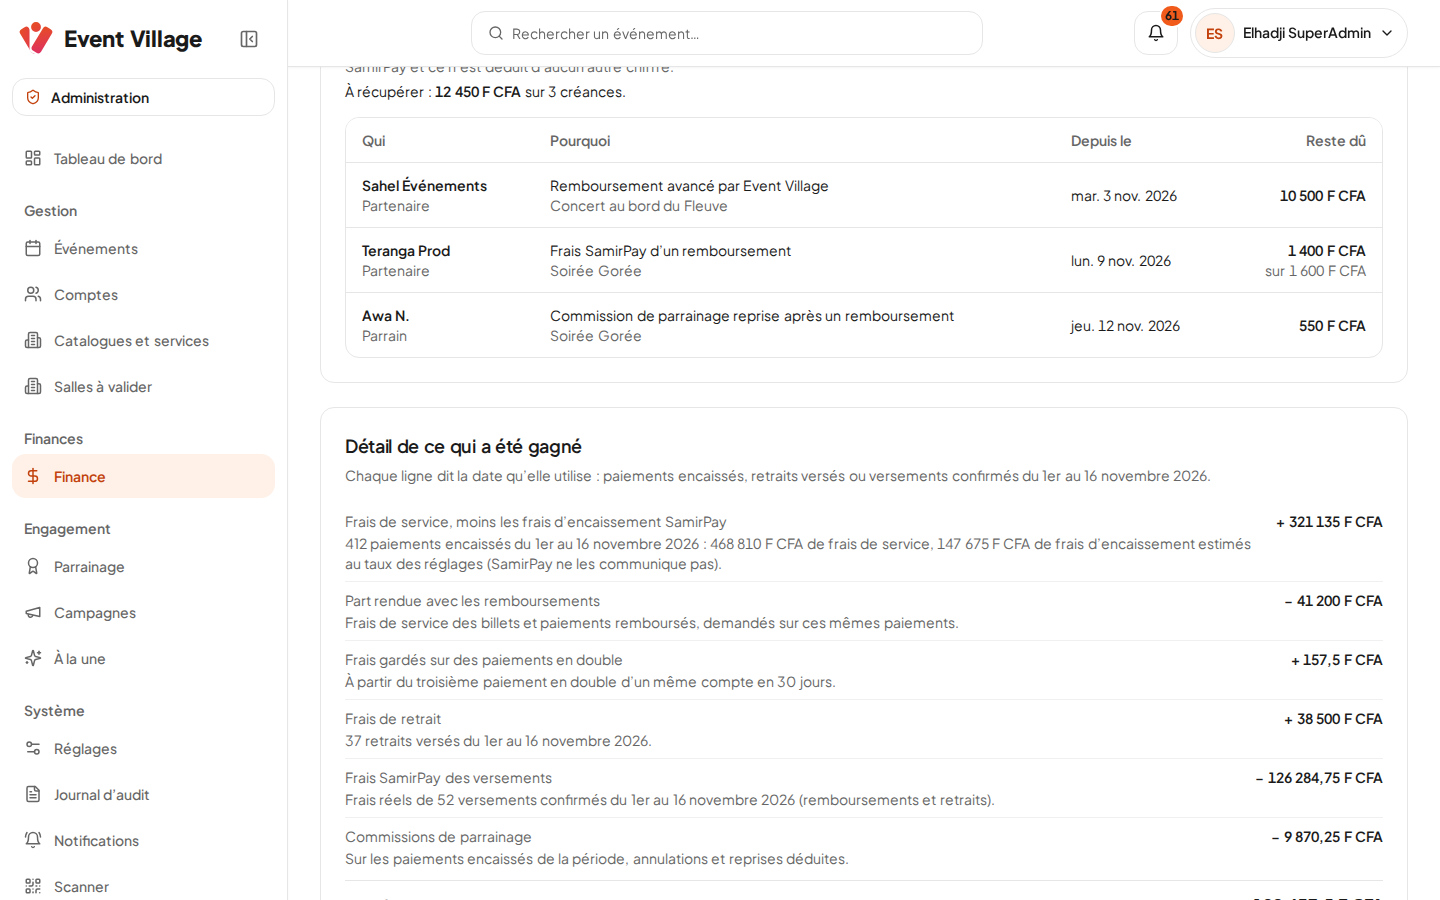 Event Village
Rechercher un événement...
61
ES
Elhadji SuperAdmin
Administration
Tableau de bord
Gestion
Événements
Comptes
Catalogues et services
Salles à valider
Finances
Finance
Engagement
Parrainage
Campagnes
À la une
Système
Réglages
Journal d’audit
Notifications
Scanner
SamirPay et ce n’est déduit d’aucun autre chiffre.
À récupérer : 12 450 F CFA sur 3 créances.
Qui
Pourquoi
Depuis le
Reste dû
Sahel Événements
Partenaire
Remboursement avancé par Event Village
Concert au bord du Fleuve
mar. 3 nov. 2026
10 500 F CFA
Teranga Prod
Partenaire
Frais SamirPay d’un remboursement
Soirée Gorée
lun. 9 nov. 2026
1 400 F CFA
sur 1 600 F CFA
Awa N.
Parrain
Commission de parrainage reprise après un remboursement
Soirée Gorée
jeu. 12 nov. 2026
550 F CFA
Détail de ce qui a été gagné
Chaque ligne dit la date qu’elle utilise : paiements encaissés, retraits versés ou versements confirmés du 1er au 16 novembre 2026.
Frais de service, moins les frais d’encaissement SamirPay
+ 321 135 F CFA
412 paiements encaissés du 1er au 16 novembre 2026 : 468 810 F CFA de frais de service, 147 675 F CFA de frais d’encaissement estimés
au taux des réglages (SamirPay ne les communique pas).
Part rendue avec les remboursements
− 41 200 F CFA
Frais de service des billets et paiements remboursés, demandés sur ces mêmes paiements.
Frais gardés sur des paiements en double
+ 157,5 F CFA
À partir du troisième paiement en double d’un même compte en 30 jours.
Frais de retrait
+ 38 500 F CFA
37 retraits versés du 1er au 16 novembre 2026.
Frais SamirPay des versements
− 126 284,75 F CFA
Frais réels de 52 versements confirmés du 1er au 16 novembre 2026 (remboursements et retraits).
Commissions de parrainage
− 9 870,25 F CFA
Sur les paiements encaissés de la période, annulations et reprises déduites.